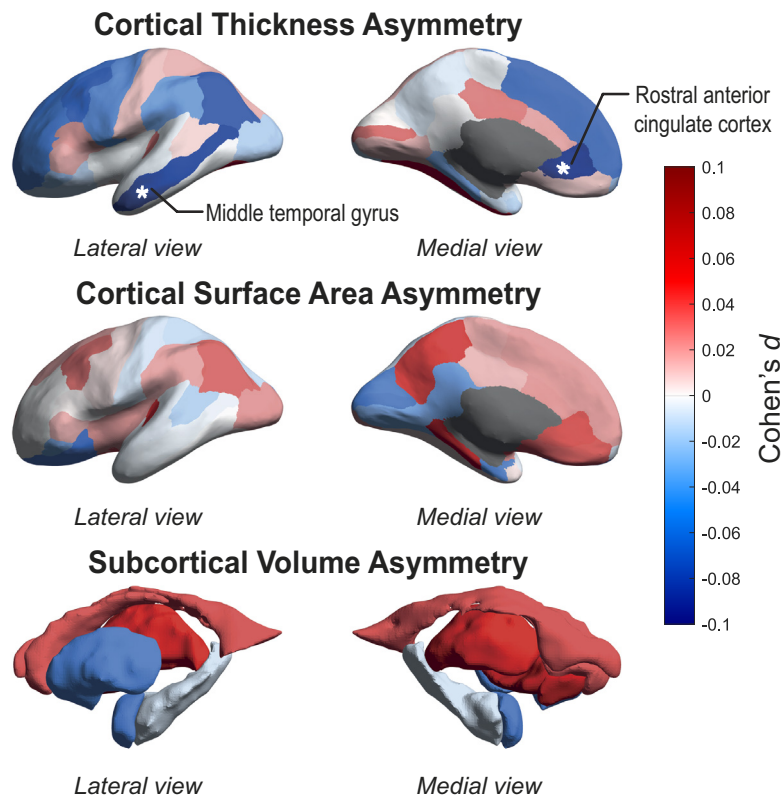 Cortical Thickness Asymmetry
Rostral anterior
cingulate cortex
*
*
Middle temporal gyrus
Lateral view
Medial view
0.1
0.08
0.06
0.04
0.02
0
-0.02
-0.04
-0.06
-0.08
-0.1
Cohen's d
Cortical Surface Area Asymmetry
Lateral view
Medial view
Subcortical Volume Asymmetry
Lateral view
Medial view